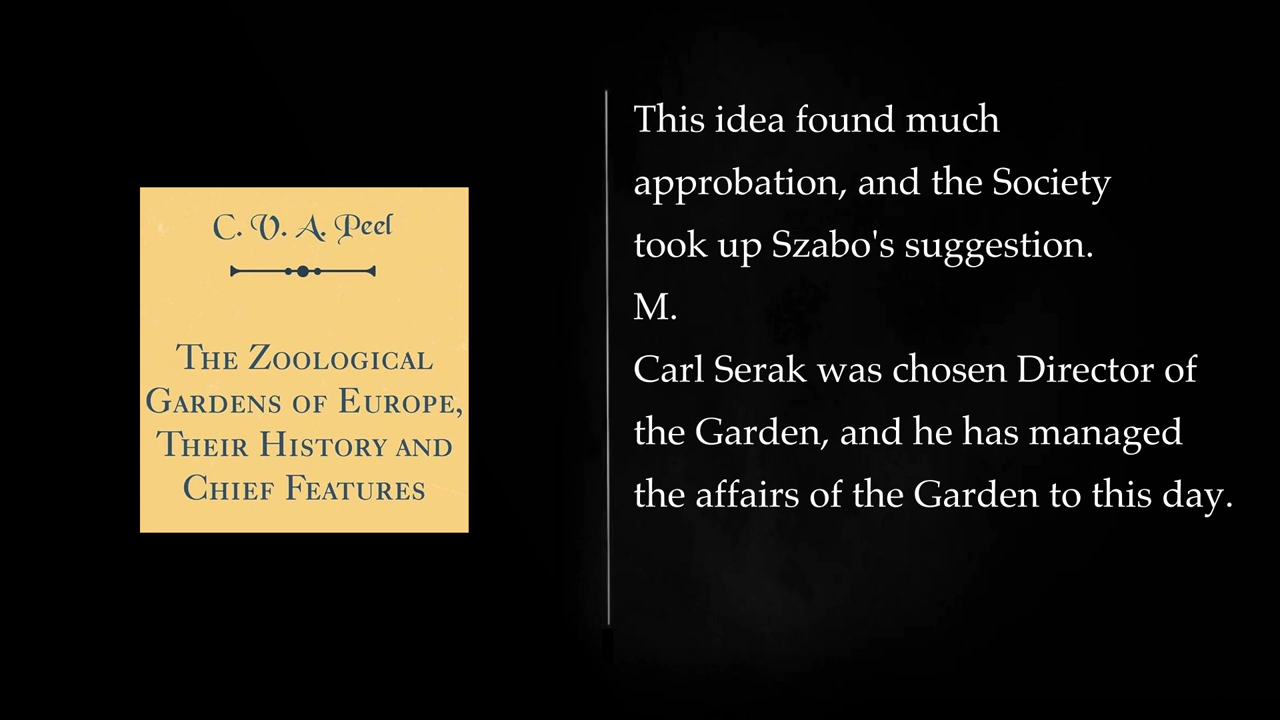 C. V. A. Peel
The Zoological
Gardens of Europe,
Their History and
Chief Features
This idea found much
approbation, and the Society
took up Szabo's suggestion.
M.
Carl Serak was chosen Director of
the Garden, and he has managed
the affairs of the Garden to this day.